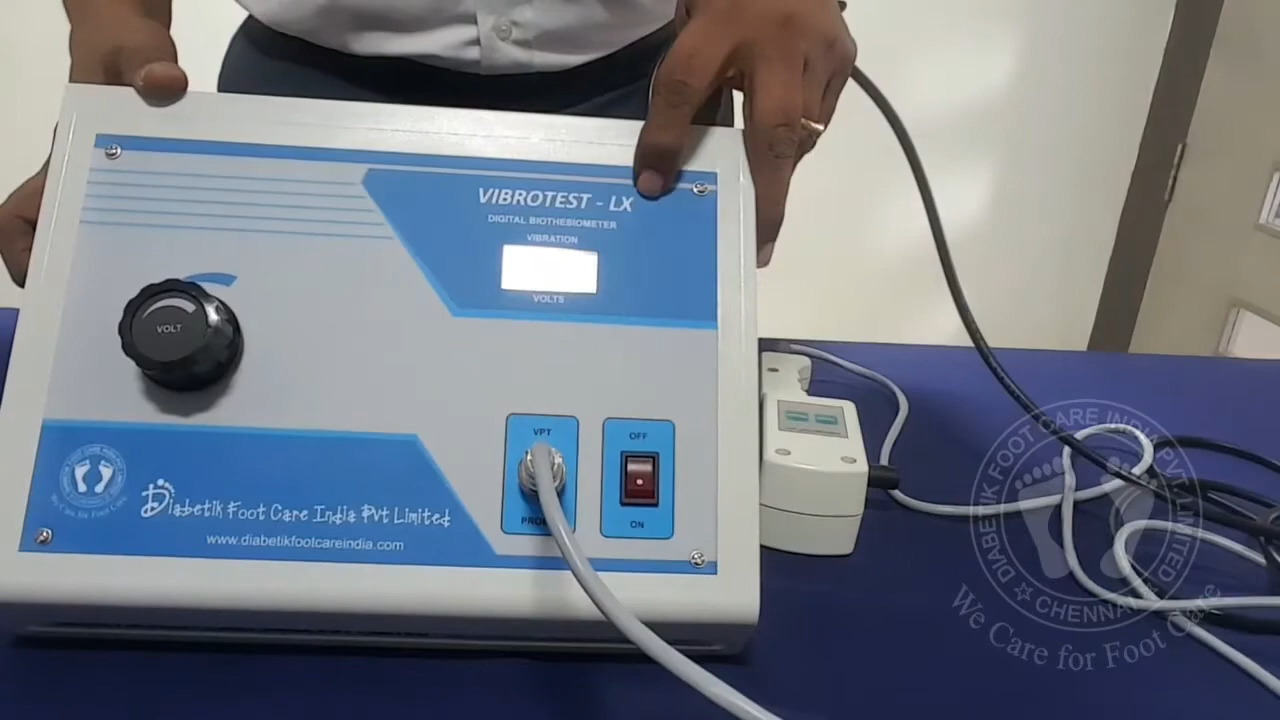 VIBROTEST - LX
DIGITAL BIOTHESIOMETER
VIBRATION
VOLTS
VOLT
VPT
OFF
ON
We Care for Foot Care
Diabetik Foot Care India Pvt Limited
www.diabetikfootcareindia.com
DIABETIK FOOT CARE INDIA PVT. LIMITED
CHENNAI
We Care for Foot Care